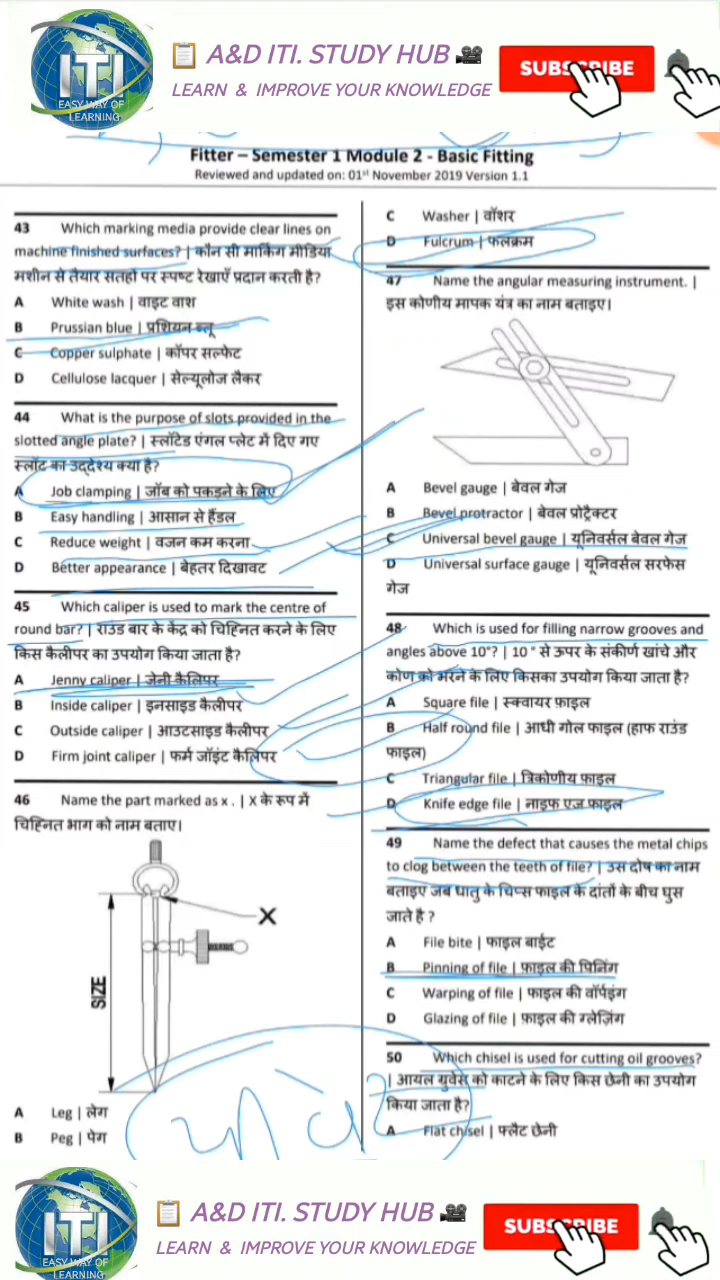 ITI
EASY WAY OF
LEARNING
A&D ITI. STUDY HUB
LEARN & IMPROVE YOUR KNOWLEDGE
SUBSCRIBE
Fitter – Semester 1 Module 2 - Basic Fitting
Reviewed and updated on: 01st November 2019 Version 1.1
43 Which marking media provide clear lines on
machine finished surfaces? | कौन सी मार्किंग मीडिया
मशीन से तैयार सतहों पर स्पष्ट रेखाएँ प्रदान करती है?
A White wash | वाइट वाश
B Prussian blue | प्रशियन ब्लू
C Copper sulphate | कॉपर सल्फेट
D Cellulose lacquer | सेल्यूलोज लैकर
44 What is the purpose of slots provided in the
slotted angle plate? | स्लॉटेड एंगल प्लेट में दिए गए
स्लॉट का उद्देश्य क्या है?
A Job clamping | जॉब को पकड़ने के लिए
B Easy handling | आसान से हैंडल
C Reduce weight | वजन कम करना
D Better appearance | बेहतर दिखावट
45 Which caliper is used to mark the centre of
round bar? | राउंड बार के केंद्र को चिह्नित करने के लिए
किस कैलीपर का उपयोग किया जाता है?
A Jenny caliper | जेनी कैलिपर
B Inside caliper | इनसाइड कैलीपर
C Outside caliper | आउटसाइड कैलीपर
D Firm joint caliper | फर्म जॉइंट कैलिपर
46 Name the part marked as x . | X के रूप में
चिह्नित भाग को नाम बताए।
X
SIZE
A Leg | लेग
B Peg | पेग
C Washer | वॉशर
D Fulcrum | फलक्रम
47 Name the angular measuring instrument. |
इस कोणीय मापक यंत्र का नाम बताइए।
A Bevel gauge | बेवल गेज
B Bevel protractor | बेवल प्रोट्रैक्टर
C Universal bevel gauge | यूनिवर्सल बेवल गेज
D Universal surface gauge | यूनिवर्सल सरफेस
गेज
48 Which is used for filling narrow grooves and
angles above 10°? | 10 ° से ऊपर के संकीर्ण खांचे और
कोण को भरने के लिए किसका उपयोग किया जाता है?
A Square file | स्क्वायर फ़ाइल
B Half round file | आधी गोल फाइल (हाफ राउंड
फाइल)
C Triangular file | त्रिकोणीय फ़ाइल
D Knife edge file | नाइफ एज फ़ाइल
49 Name the defect that causes the metal chips
to clog between the teeth of file? | उस दोष का नाम
बताइए जब धातु के चिप्स फाइल के दांतों के बीच घुस
जाते है ?
A File bite | फाइल बाईट
B Pinning of file | फ़ाइल की पिनिंग
C Warping of file | फाइल की वॉर्पइंग
D Glazing of file | फ़ाइल की ग्लेज़िंग
50 Which chisel is used for cutting oil grooves?
| आयल ग्रुवेस को काटने के लिए किस छेनी का उपयोग
किया जाता है?
A Flat chisel | फ्लैट छेनी
ITI
EASY WAY OF
LEARNING
A&D ITI. STUDY HUB
LEARN & IMPROVE YOUR KNOWLEDGE
SUBSCRIBE